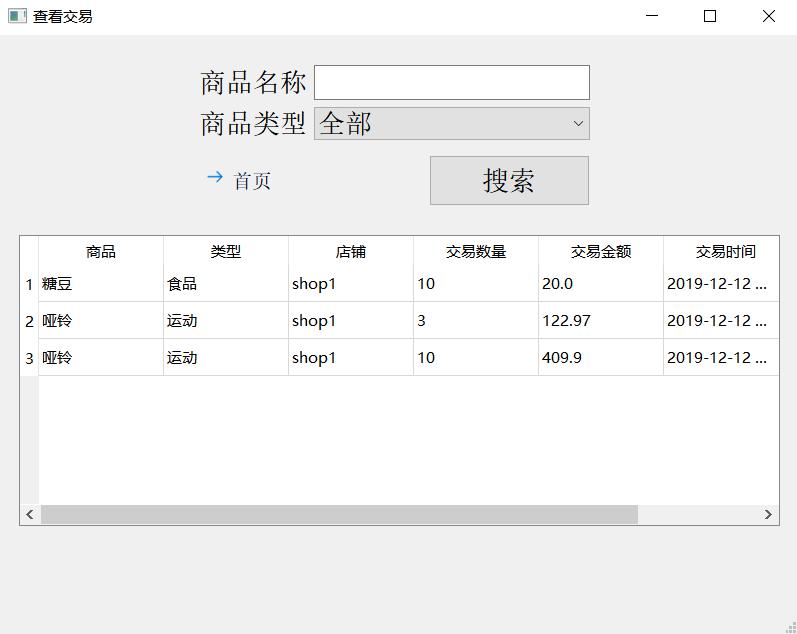 查看交易
商品名称
商品类型 全部
首页 搜索
商品 类型 店铺 交易数量 交易金额 交易时间
1 糖豆 食品 shop1 10 20.0 2019-12-12 ...
2 哑铃 运动 shop1 3 122.97 2019-12-12 ...
3 哑铃 运动 shop1 10 409.9 2019-12-12 ...